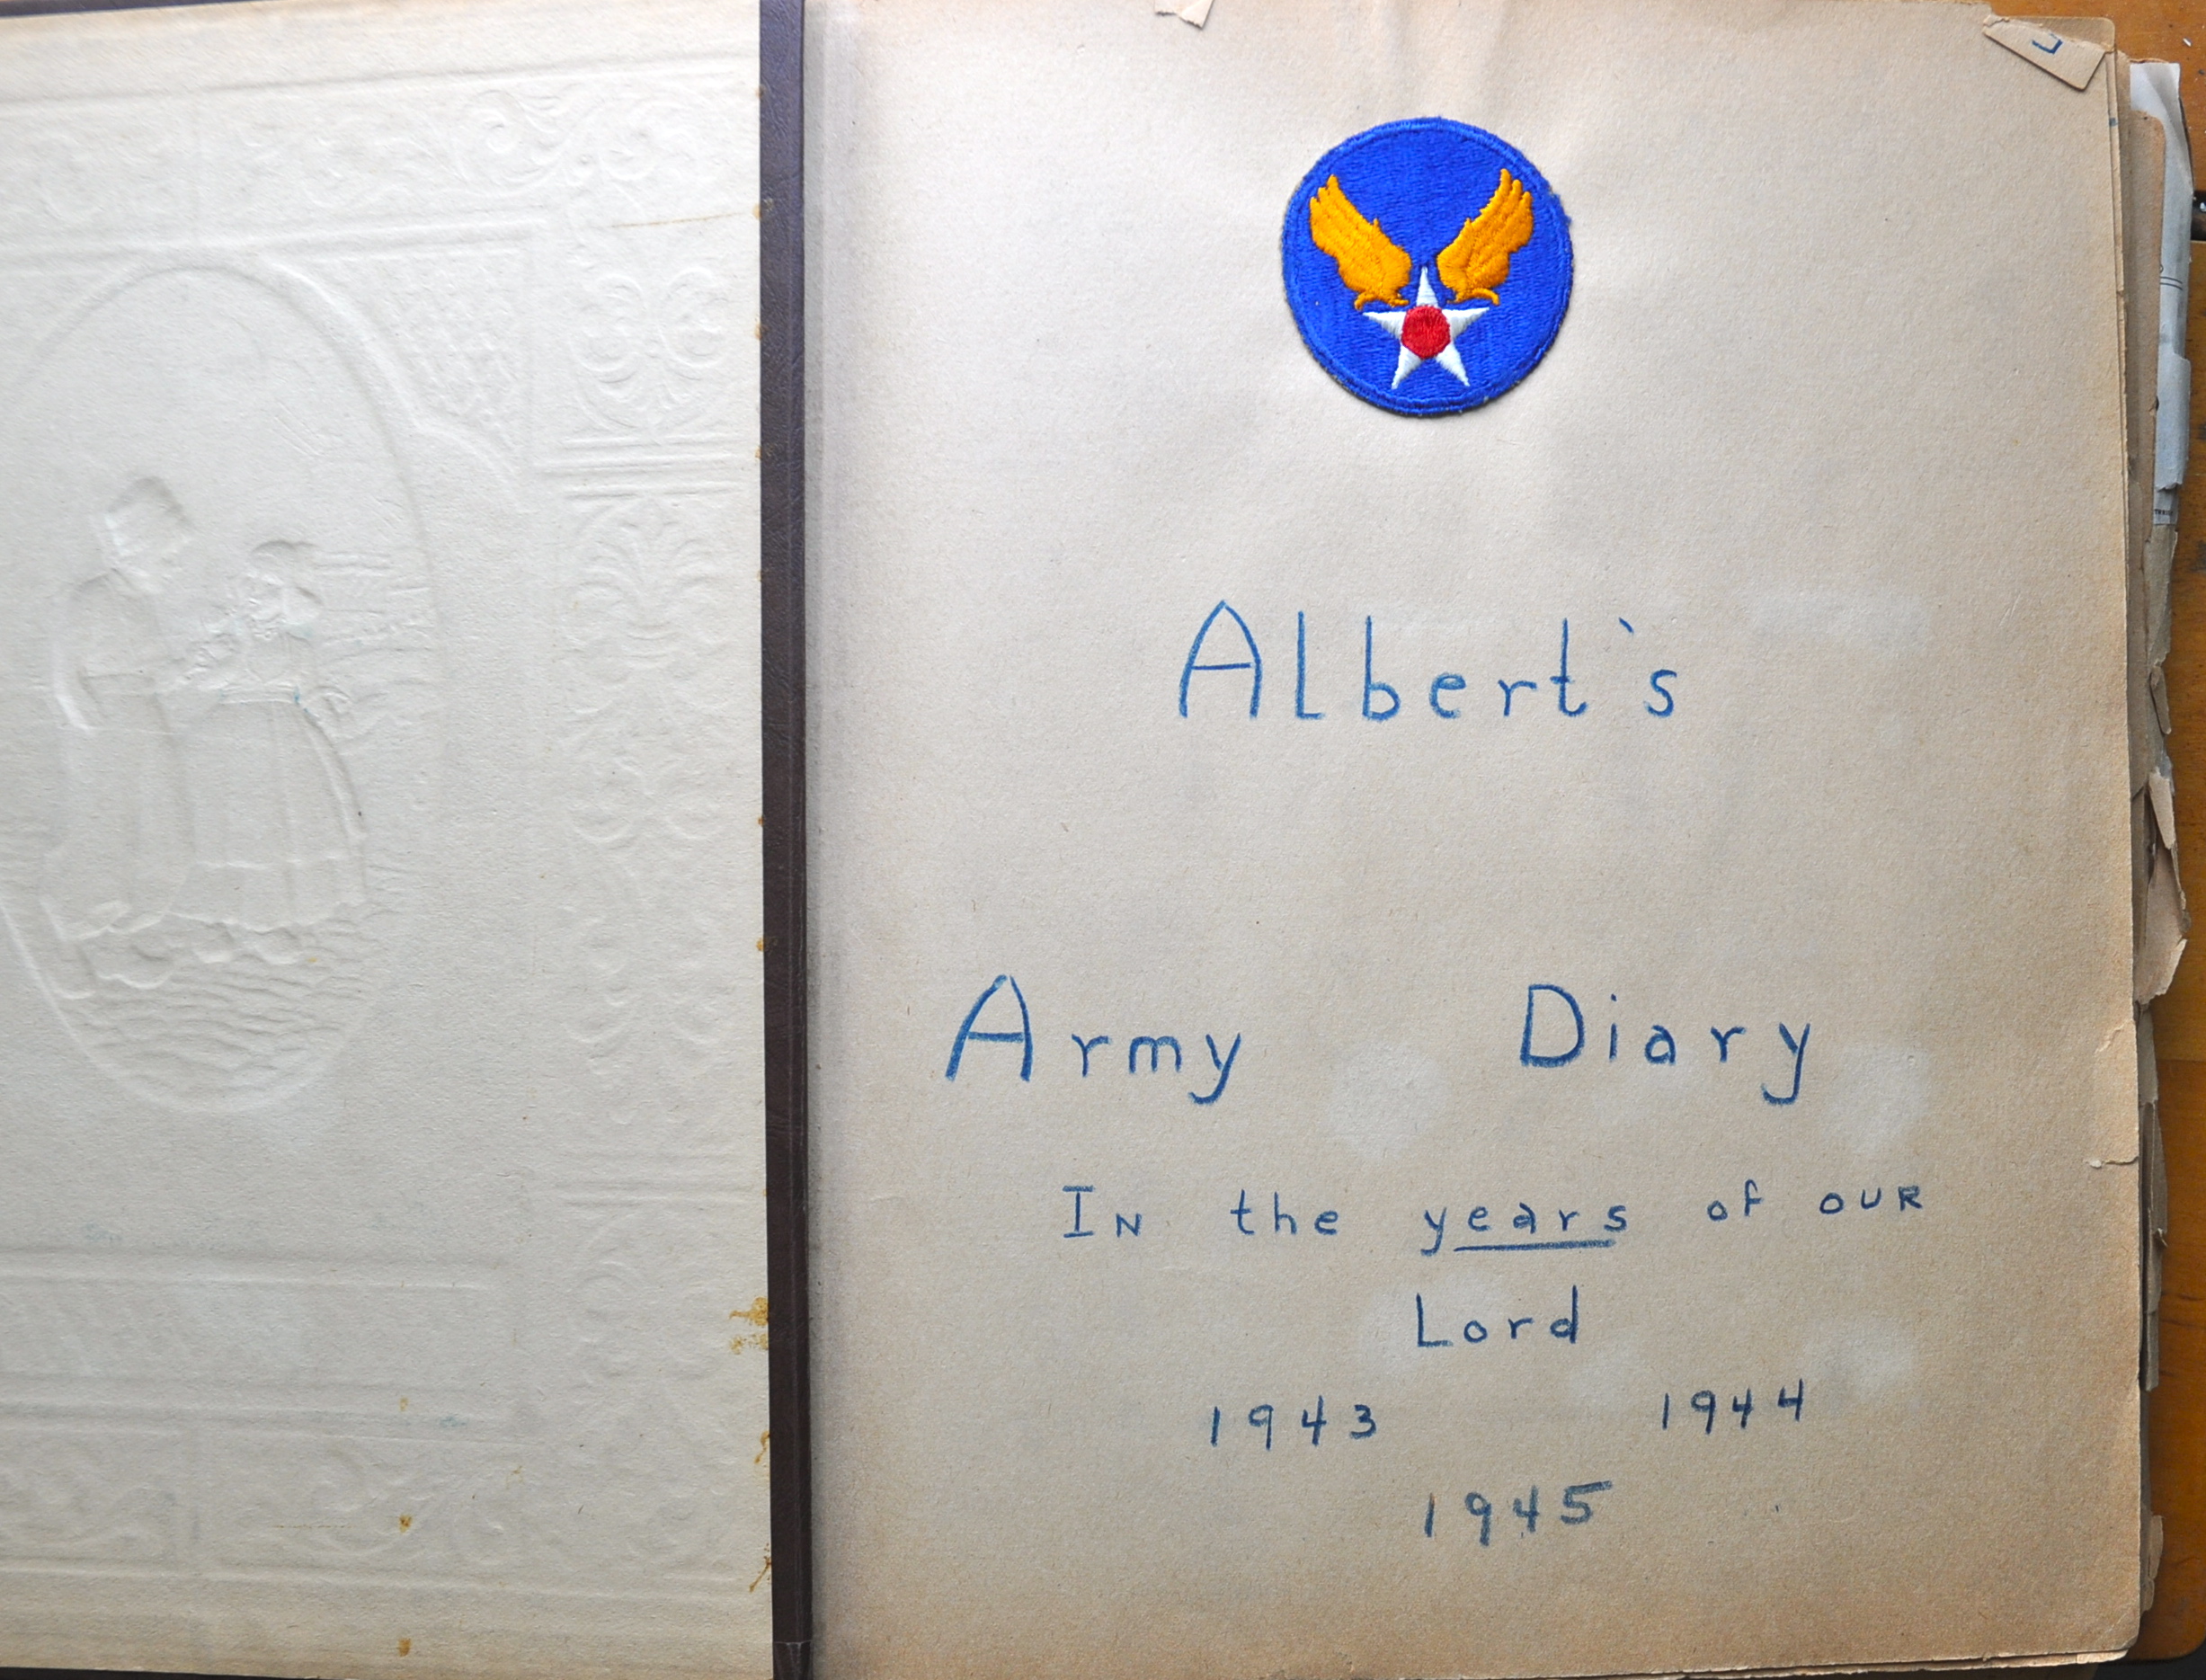 Albert's
Army Diary
IN the years of OUR
Lord
1943 1944
1945